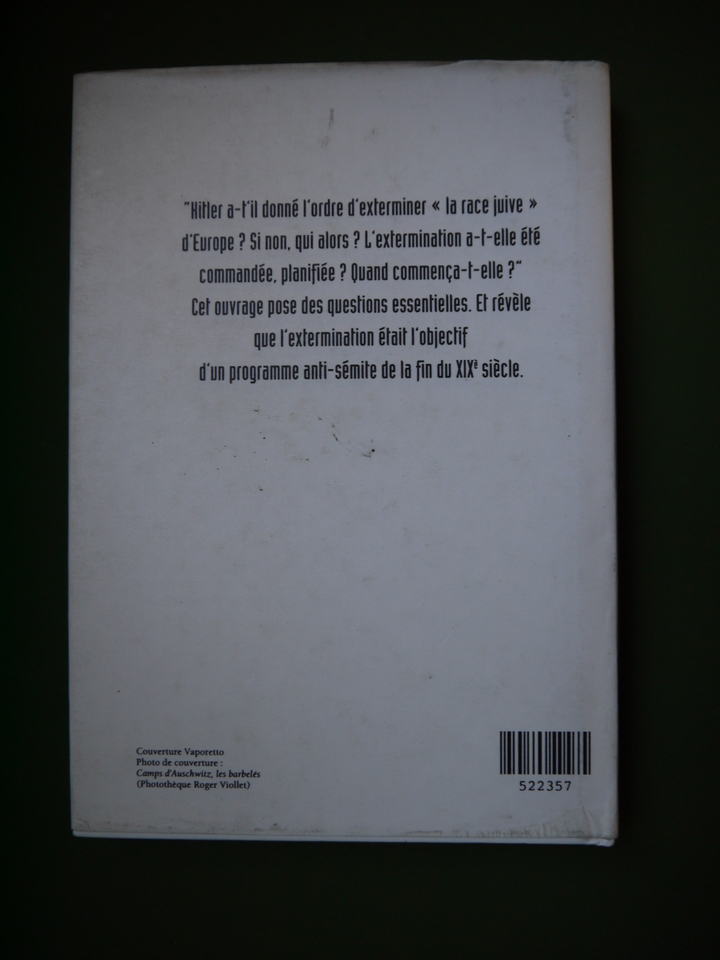 "Hitler a-t'il donné l'ordre d'exterminer « la race juive »
d'Europe ? Si non, qui alors ? L'extermination a-t-elle été
commandée, planifiée ? Quand commença-t-elle ?"
Cet ouvrage pose des questions essentielles. Et révèle
que l'extermination était l'objectif
d'un programme anti-sémite de la fin du XIXe siècle.
Couverture Vaporetto
Photo de couverture :
Camps d'Auschwitz, les barbelés
(Photothèque Roger Viollet)
522357